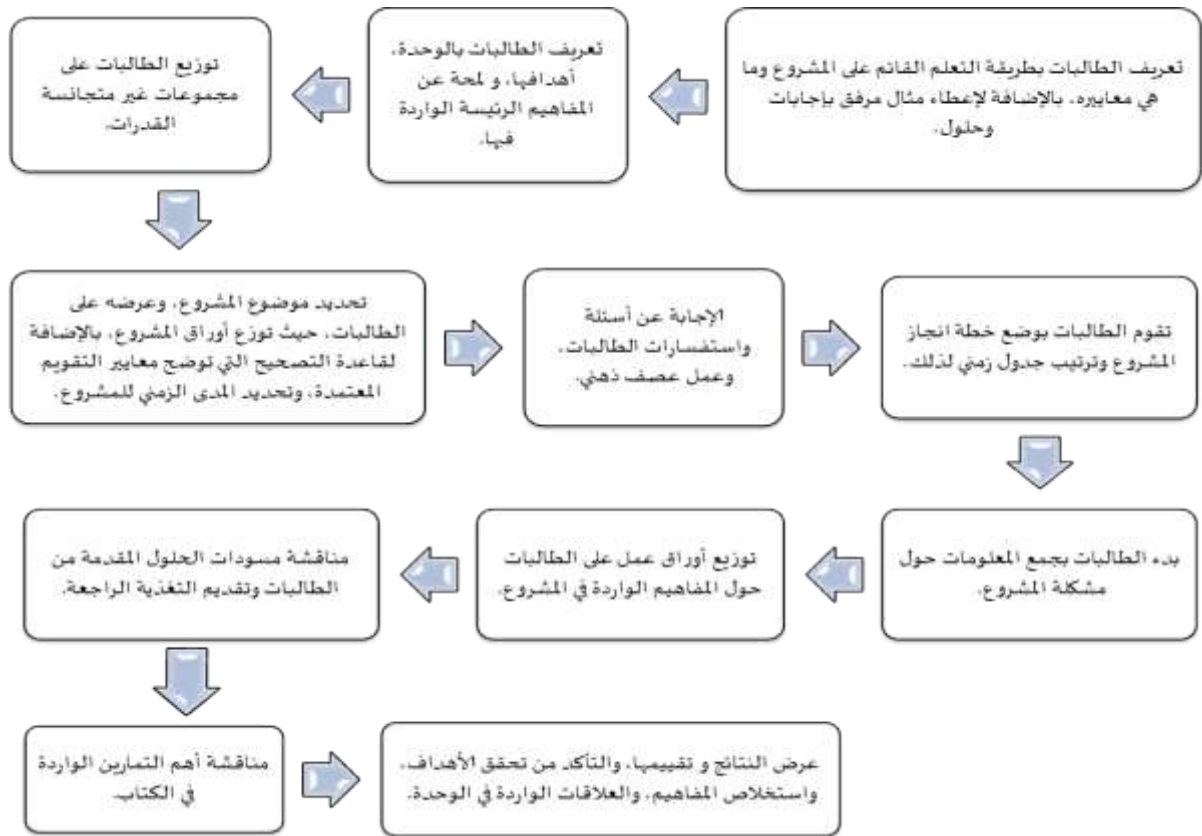 تعريف الطالبات بطريقة التعلم القائم على المشروع وما
هي معاييره، بالإضافة لإعطاء مثال مرفق بإجابات
وحلول.
تعريف الطالبات بالوحدة،
أهدافها، و لمحة عن
المفاهيم الرئيسة الواردة
فيها.
توزيع الطالبات على
مجموعات غير متجانسة
القدرات.
تحديد موضوع المشروع، وعرضه على
الطالبات، حيث توزع أوراق المشروع، بالإضافة
لقاعدة التصحيح التي توضح معايير التقويم
المعتمدة، وتحديد المدى الزمني للمشروع.
الإجابة عن أسئلة
واستفسارات الطالبات،
وعمل عصف ذهني.
تقوم الطالبات بوضع خطة انجاز
المشروع وترتيب جدول زمني لذلك.
بدء الطالبات بجمع المعلومات حول
مشكلة المشروع.
توزيع أوراق عمل على الطالبات
حول المفاهيم الواردة في المشروع.
مناقشة مسودات الحلول المقدمة من
الطالبات وتقديم التغذية الراجعة.
مناقشة أهم التمارين الواردة
في الكتاب.
عرض النتائج و تقييمها، والتأكد من تحقق الأهداف،
واستخلاص المفاهيم، والعلاقات الواردة في الوحدة.